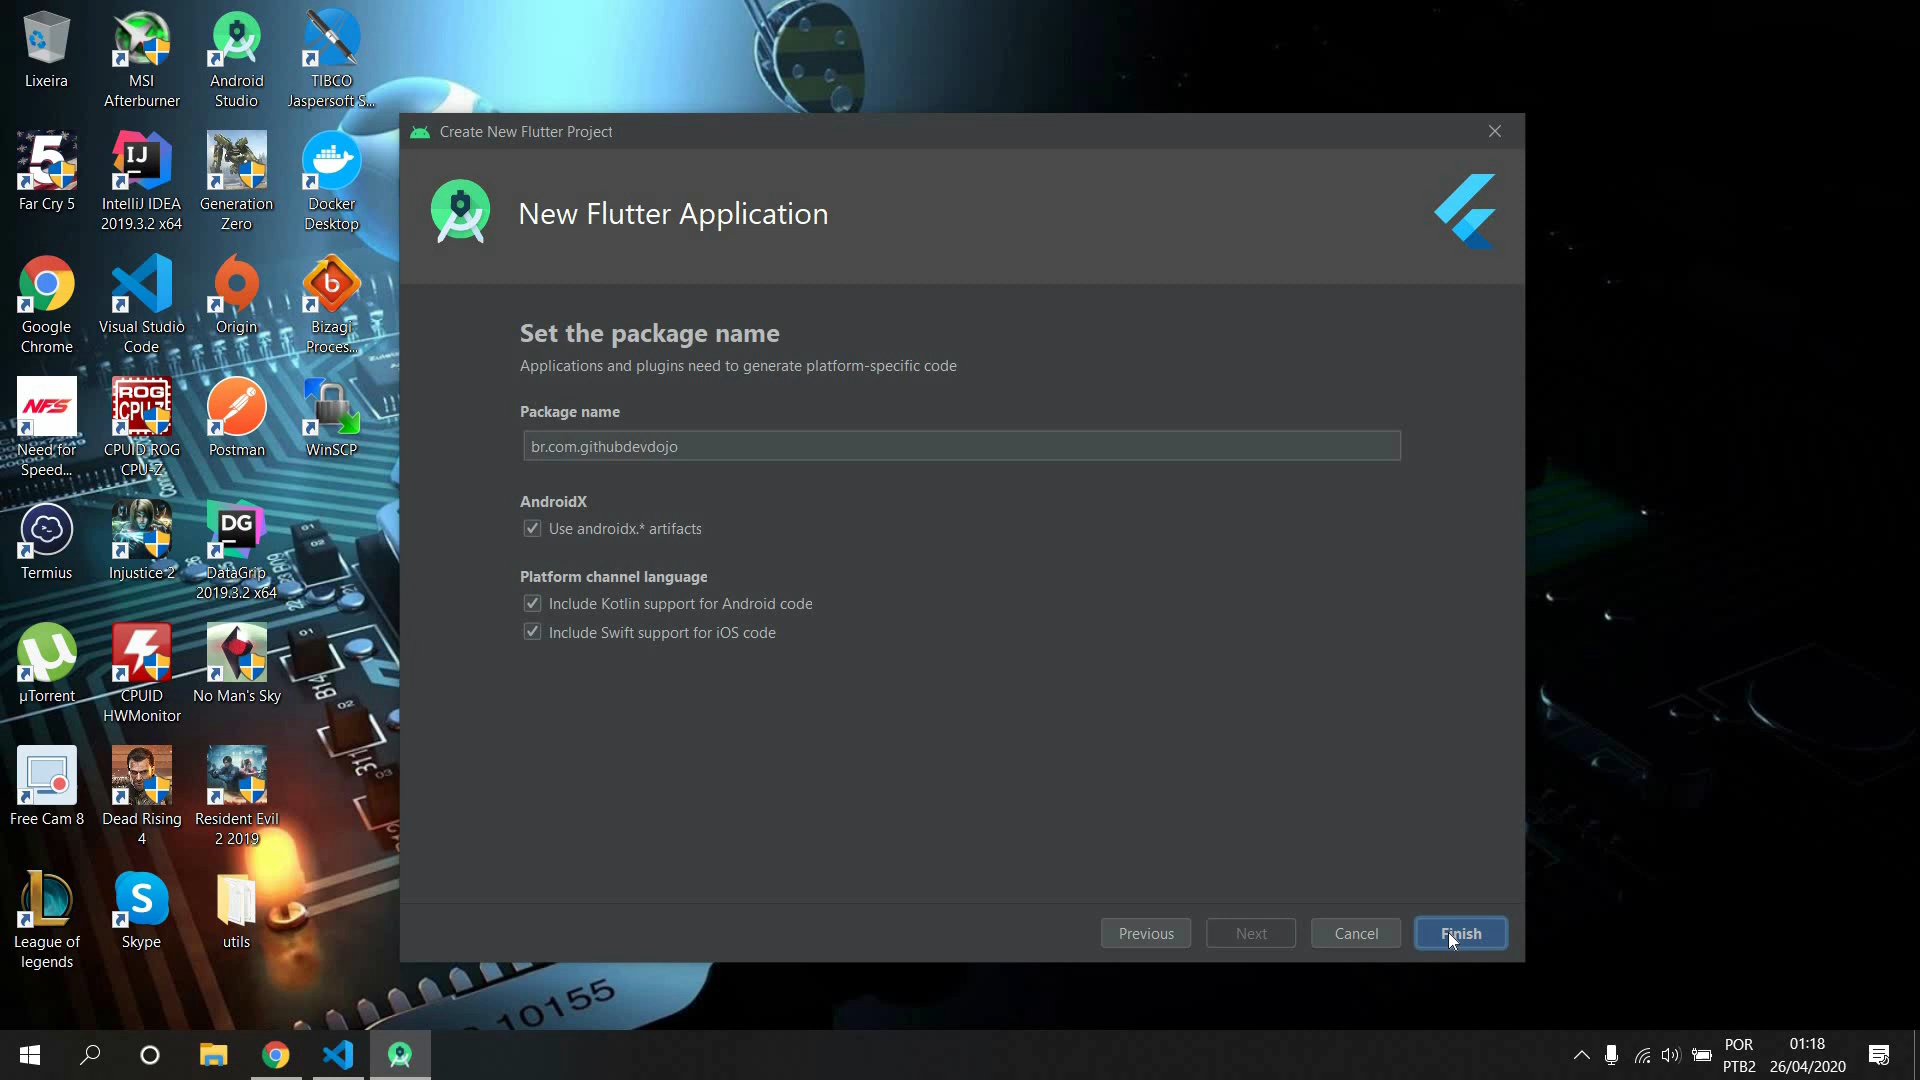 Lixeira
MSI
Afterburner
Android
Studio
TIBCO
Jaspersoft S...
Far Cry 5
IntelliJ IDEA
2019.3.2 x64
Generation
Zero
Docker
Desktop
Google
Chrome
Visual Studio
Code
Origin
Bizagi
Proces...
NFS
Need for
Speed...
ROG
CPUID ROG
CPU-Z
Postman
WinSCP
Termius
Injustice 2
DG
DataGrip
2019.3.2 x64
µTorrent
CPUID
HWMonitor
No Man's Sky
Free Cam 8
Dead Rising
4
Resident Evil
2 2019
League of
legends
Skype
utils
Create New Flutter Project
New Flutter Application
Set the package name
Applications and plugins need to generate platform-specific code
Package name
br.com.githubdevdojo
AndroidX
Use androidx.* artifacts
Platform channel language
Include Kotlin support for Android code
Include Swift support for iOS code
Previous
Next
Cancel
Finish
10155
POR
PTB2
01:18
26/04/2020